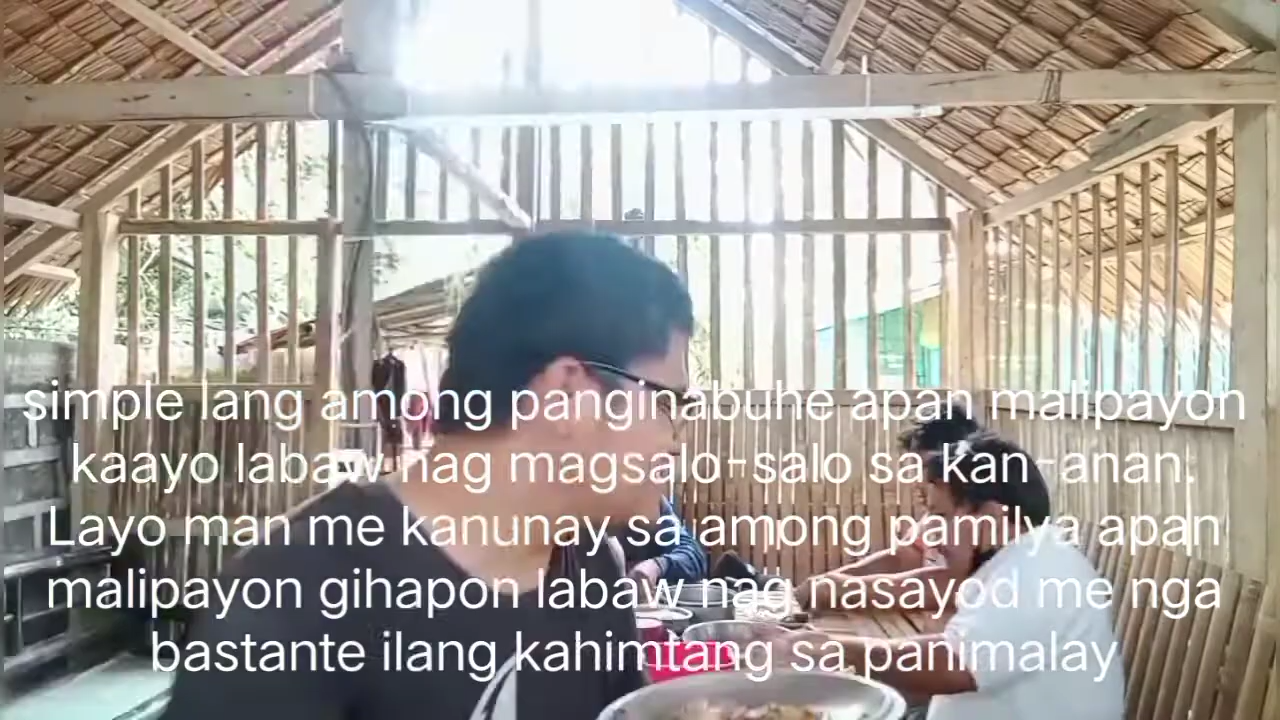 simple lang among panginabuhe apan malipayon
kaayo labaw nag magsalo-salo sa kan-anan.
Layo man me kanunay sa among pamilya apan
malipayon gihapon labaw nag nasayod me nga
bastante ilang kahimtang sa panimalay